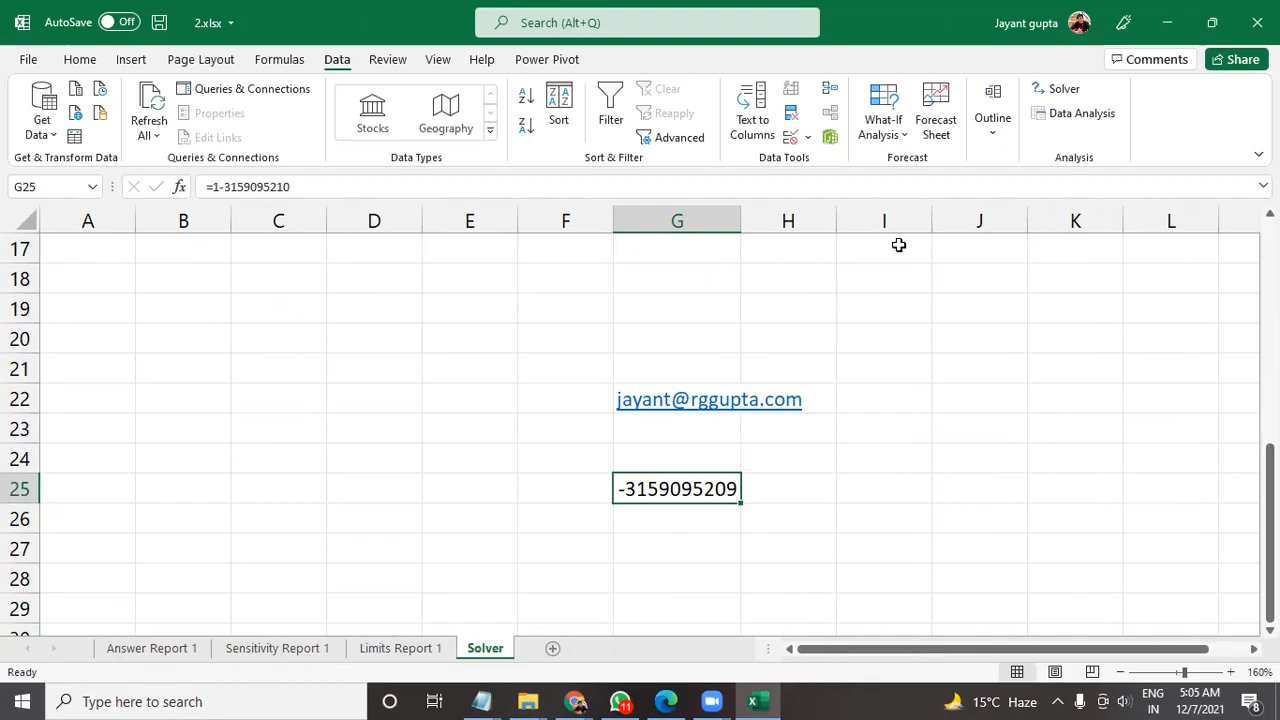 AutoSave Off 2.xlsx Search (Alt+Q) Jayant gupta
File Home Insert Page Layout Formulas Data Review View Help Power Pivot Comments Share
Get Data Refresh All Queries & Connections Properties Edit Links Stocks Geography Sort Filter Clear Reapply Advanced Text to Columns What-If Analysis Forecast Sheet Outline Solver Data Analysis
Get & Transform Data Queries & Connections Data Types Sort & Filter Data Tools Forecast Analysis
G25 fx =1-3159095210
A B C D E F G H I J K L
17
18
19
20
21
22 jayant@rggupta.com
23
24
25 -3159095209
26
27
28
29
Answer Report 1 Sensitivity Report 1 Limits Report 1 Solver
Ready 160%
Type here to search 11 15°C Haze ENG IN 5:05 AM 12/7/2021 8